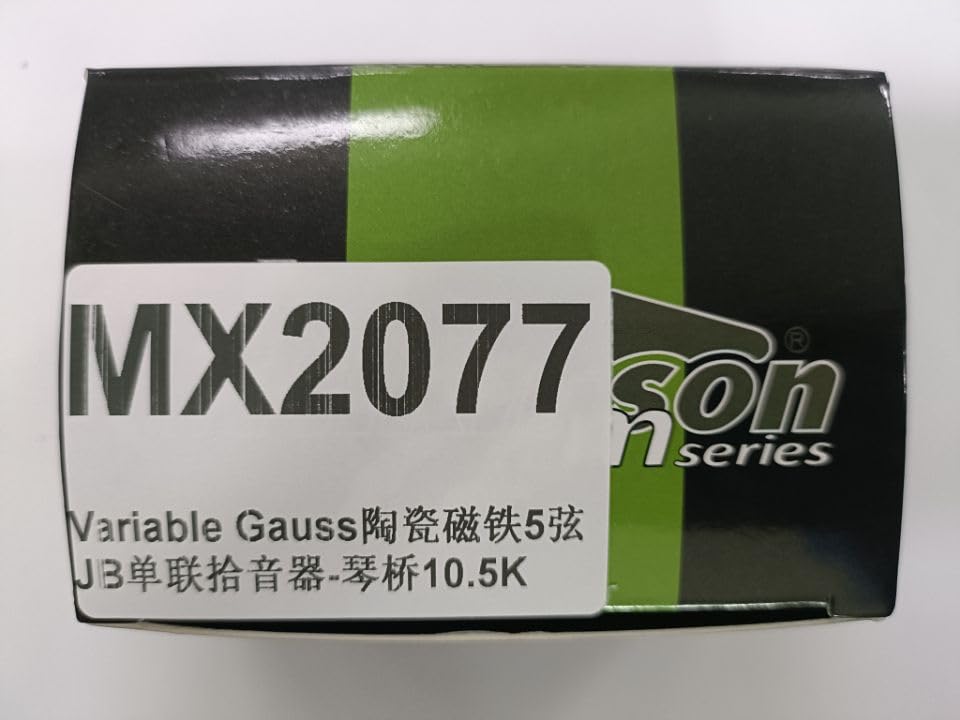 MX2077
son®
n series
Variable Gauss陶瓷磁铁5弦
JB单联拾音器-琴桥10.5K